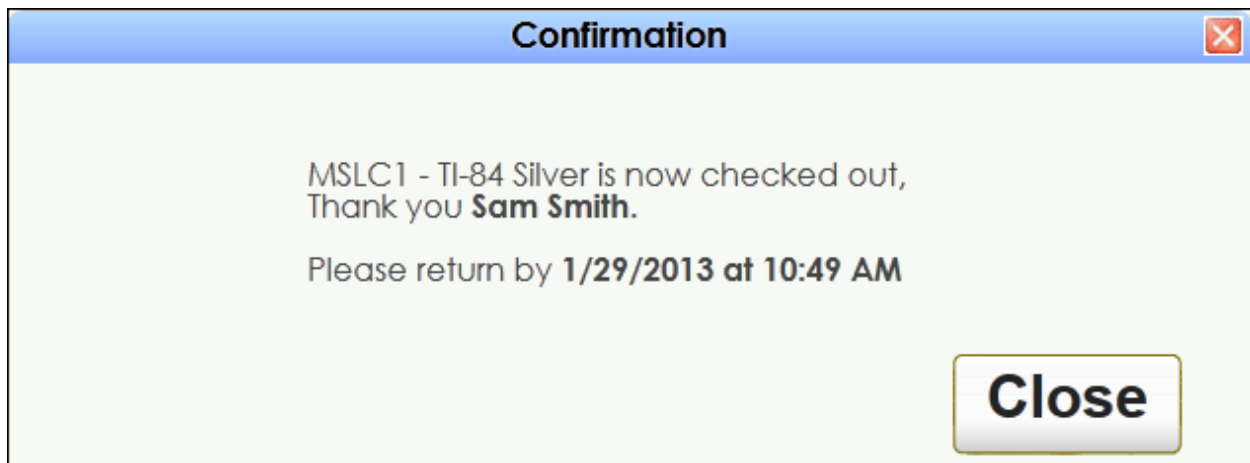 Confirmation
MSLC1 - TI-84 Silver is now checked out,
Thank you Sam Smith.
Please return by 1/29/2013 at 10:49 AM
Close